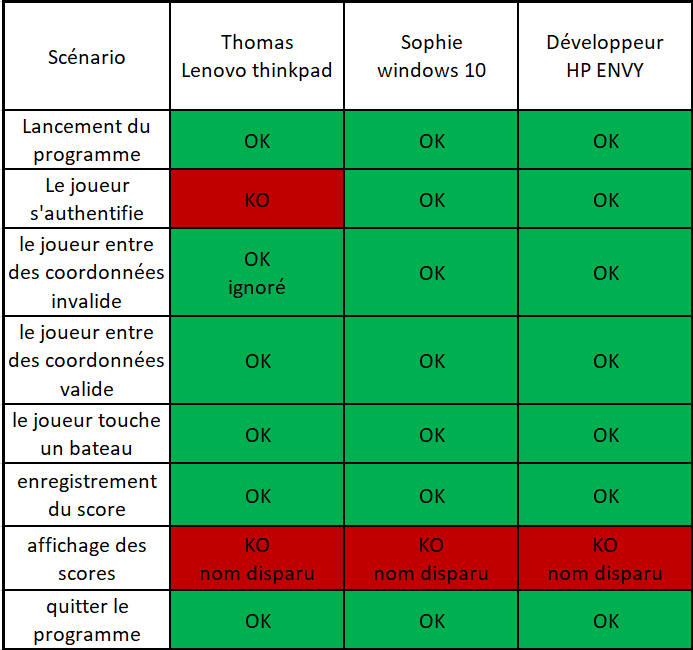 Scénario
Thomas
Lenovo thinkpad
Sophie
windows 10
Développeur
HP ENVY
Lancement du
programme
OK
OK
OK
Le joueur
s'authentifie
KO
OK
OK
le joueur entre
des coordonnées
invalide
OK
ignoré
OK
OK
le joueur entre
des coordonnées
valide
OK
OK
OK
le joueur touche
un bateau
OK
OK
OK
enregistrement
du score
OK
OK
OK
affichage des
scores
KO
nom disparu
KO
nom disparu
KO
nom disparu
quitter le
programme
OK
OK
OK